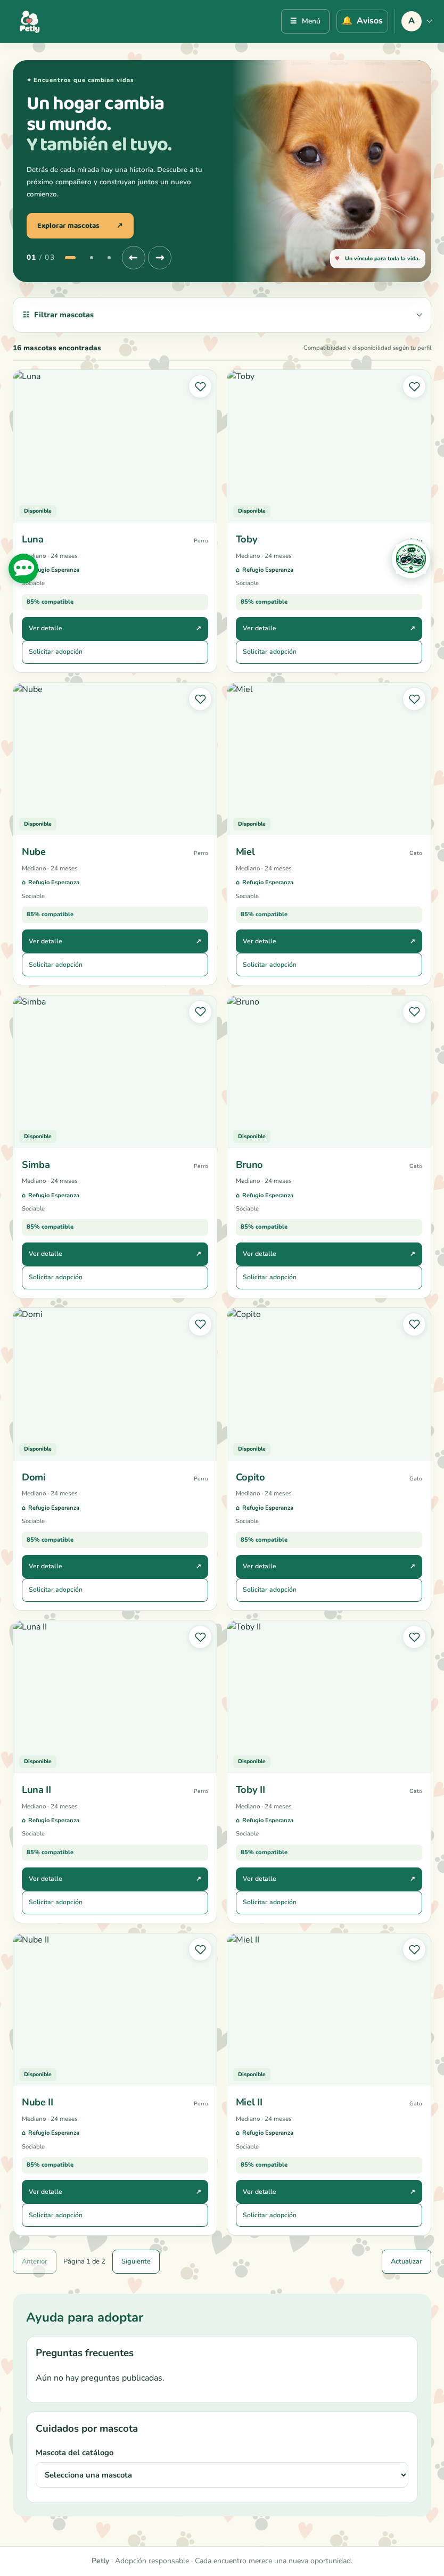 Petly
☰ Menú
🔔 Avisos
A
✦ Encuentros que cambian vidas
Un hogar cambia
su mundo.
Y también el tuyo.
Detrás de cada mirada hay una historia. Descubre a tu
próximo compañero y construyan juntos un nuevo
comienzo.
Explorar mascotas ↗
01 / 03
← →
♥ Un vínculo para toda la vida.
Filtrar mascotas
16 mascotas encontradas
Compatibilidad y disponibilidad según tu perfil
Luna
Disponible
Luna
Perro
Mediano · 24 meses
Refugio Esperanza
Sociable
85% compatible
Ver detalle ↗
Solicitar adopción
Toby
Disponible
Toby
Mediano · 24 meses
Refugio Esperanza
Sociable
85% compatible
Ver detalle ↗
Solicitar adopción
Nube
Disponible
Nube
Perro
Mediano · 24 meses
Refugio Esperanza
Sociable
85% compatible
Ver detalle ↗
Solicitar adopción
Miel
Disponible
Miel
Gato
Mediano · 24 meses
Refugio Esperanza
Sociable
85% compatible
Ver detalle ↗
Solicitar adopción
Simba
Disponible
Simba
Perro
Mediano · 24 meses
Refugio Esperanza
Sociable
85% compatible
Ver detalle ↗
Solicitar adopción
Bruno
Disponible
Bruno
Gato
Mediano · 24 meses
Refugio Esperanza
Sociable
85% compatible
Ver detalle ↗
Solicitar adopción
Domi
Disponible
Domi
Perro
Mediano · 24 meses
Refugio Esperanza
Sociable
85% compatible
Ver detalle ↗
Solicitar adopción
Copito
Disponible
Copito
Gato
Mediano · 24 meses
Refugio Esperanza
Sociable
85% compatible
Ver detalle ↗
Solicitar adopción
Luna II
Disponible
Luna II
Perro
Mediano · 24 meses
Refugio Esperanza
Sociable
85% compatible
Ver detalle ↗
Solicitar adopción
Toby II
Disponible
Toby II
Gato
Mediano · 24 meses
Refugio Esperanza
Sociable
85% compatible
Ver detalle ↗
Solicitar adopción
Nube II
Disponible
Nube II
Perro
Mediano · 24 meses
Refugio Esperanza
Sociable
85% compatible
Ver detalle ↗
Solicitar adopción
Miel II
Disponible
Miel II
Gato
Mediano · 24 meses
Refugio Esperanza
Sociable
85% compatible
Ver detalle ↗
Solicitar adopción
Anterior
Página 1 de 2
Siguiente
Actualizar
Ayuda para adoptar
Preguntas frecuentes
Aún no hay preguntas publicadas.
Cuidados por mascota
Mascota del catálogo
Selecciona una mascota
Petly · Adopción responsable · Cada encuentro merece una nueva oportunidad.